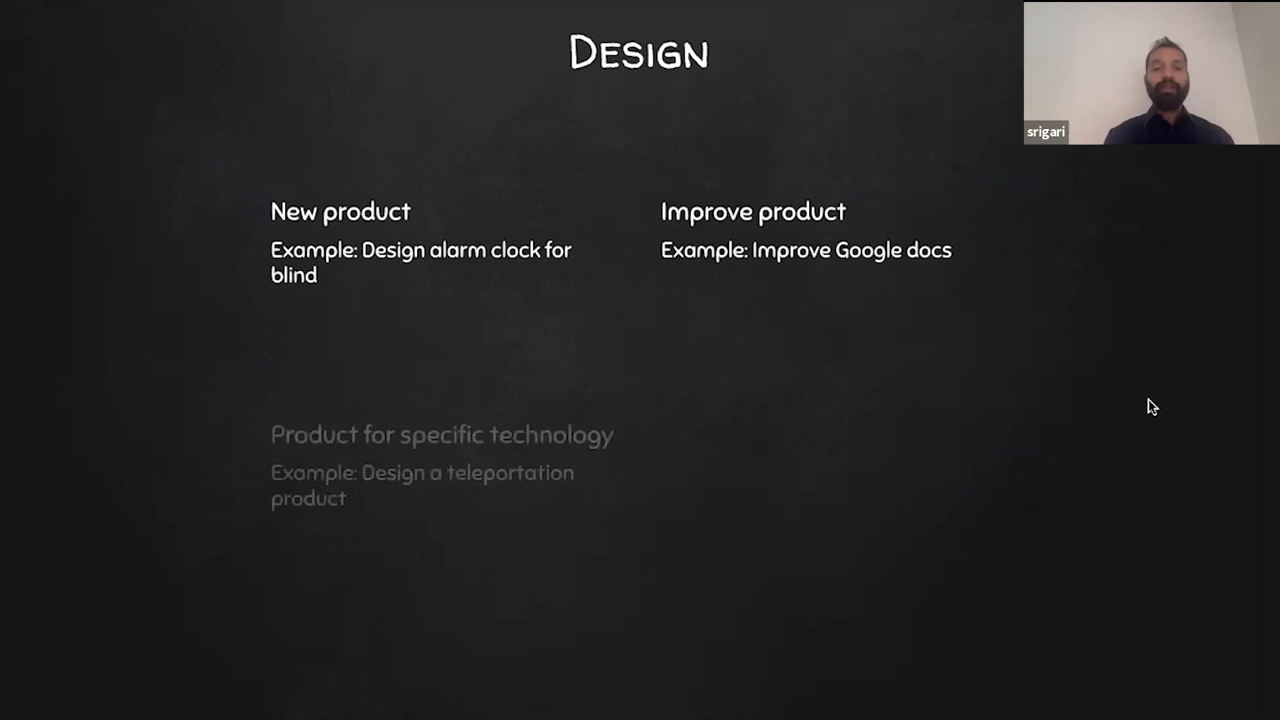 Design
srigari
New product
Example: Design alarm clock for
blind
Improve product
Example: Improve Google docs
Product for specific technology
Example: Design a teleportation
product